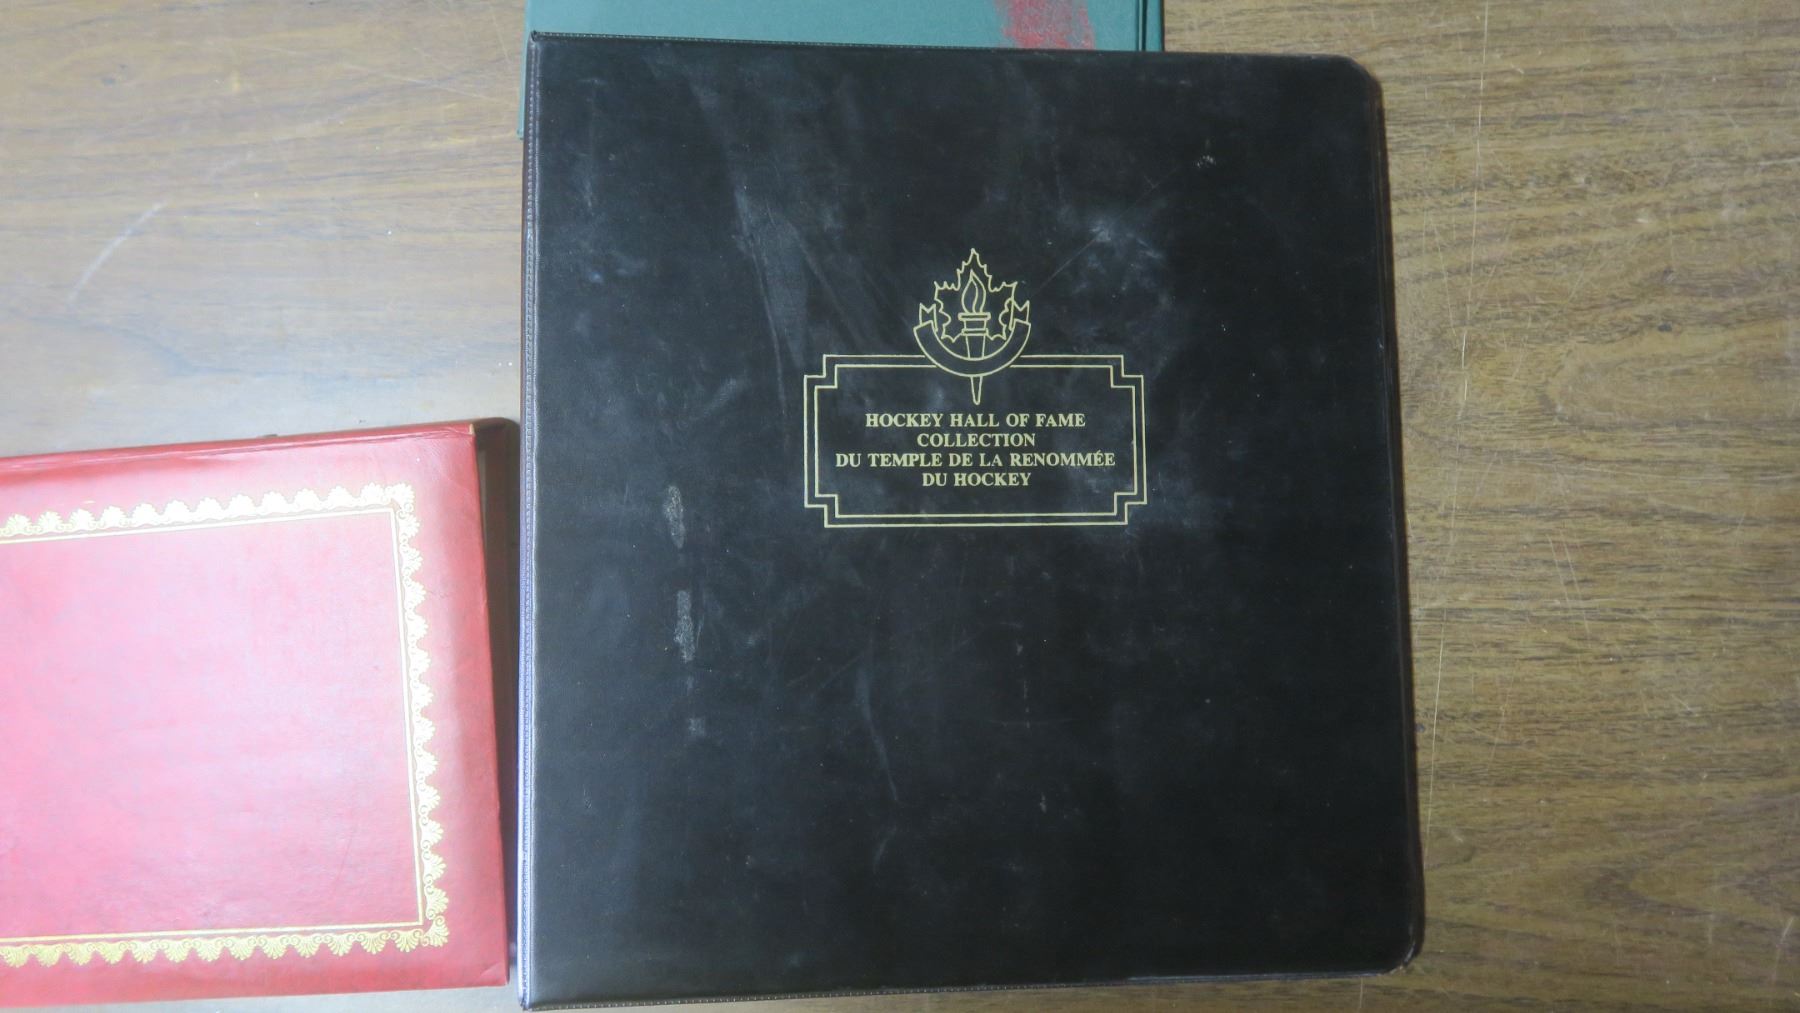 HOCKEY HALL OF FAME
COLLECTION
DU TEMPLE DE LA RENOMMÉE
DU HOCKEY